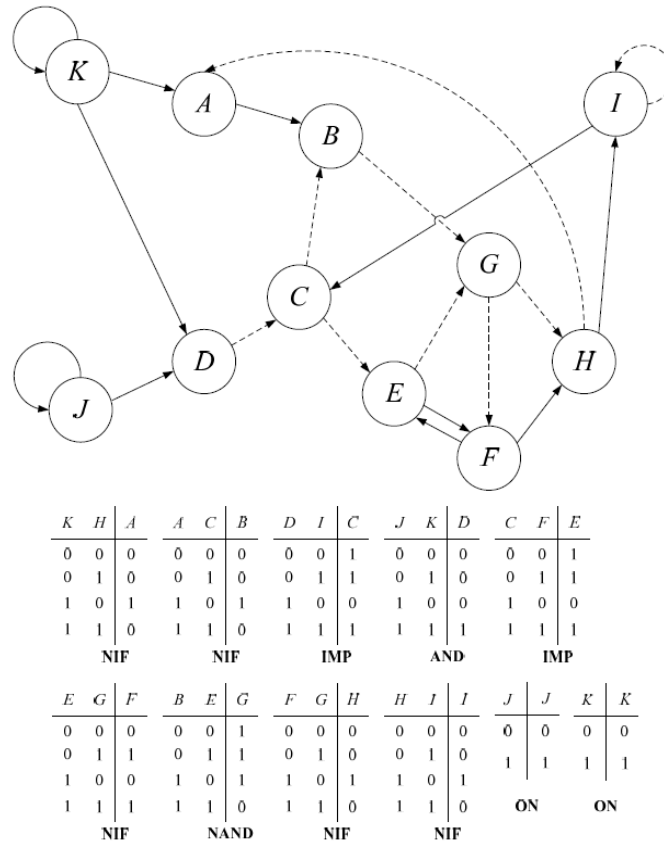 K
A
B
I
G
C
D
H
E
J
F
K H A A C B D I C J K D C F E
0 0 0 0 0 0 0 0 1 0 0 0 0 0 1
0 1 0 0 1 0 0 1 1 0 1 0 0 1 1
1 0 1 1 0 1 1 0 0 1 0 0 1 0 0
1 1 0 1 1 0 1 1 1 1 1 1 1 1 1
NIF NIF IMP AND IMP
E G F B E G F G H H I I J J K K
0 0 0 0 0 1 0 0 0 0 0 0 0 0 0 0
0 1 1 0 1 1 0 1 0 0 1 0 1 1 1 1
1 0 0 1 0 1 1 0 1 1 0 1
1 1 1 1 1 0 1 1 0 1 1 0
ON ON
NIF NAND NIF NIF